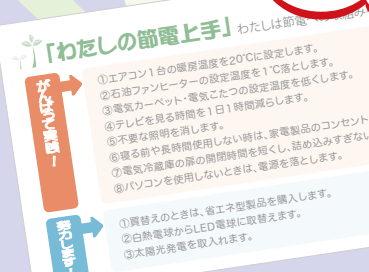 「わたしの節電上手」 わたしは節電
がんばって実践!
①エアコン1台の暖房温度を20℃に設定します。
②石油ファンヒーターの設定温度を1℃落とします。
③電気カーペット・電気こたつの設定温度を低くします。
④テレビを見る時間を1日1時間減らします。
⑤不要な照明を消します。
⑥寝る前や長時間使用しない時は、家電製品のコンセント
⑦電気冷蔵庫の扉の開閉時間を短くし、詰め込みすぎない
⑧パソコンを使用しないときは、電源を落とします。
努力します!
①買替えのときは、省エネ型製品を購入します。
②白熱電球からLED電球に取替えます。
③太陽光発電を取入れます。